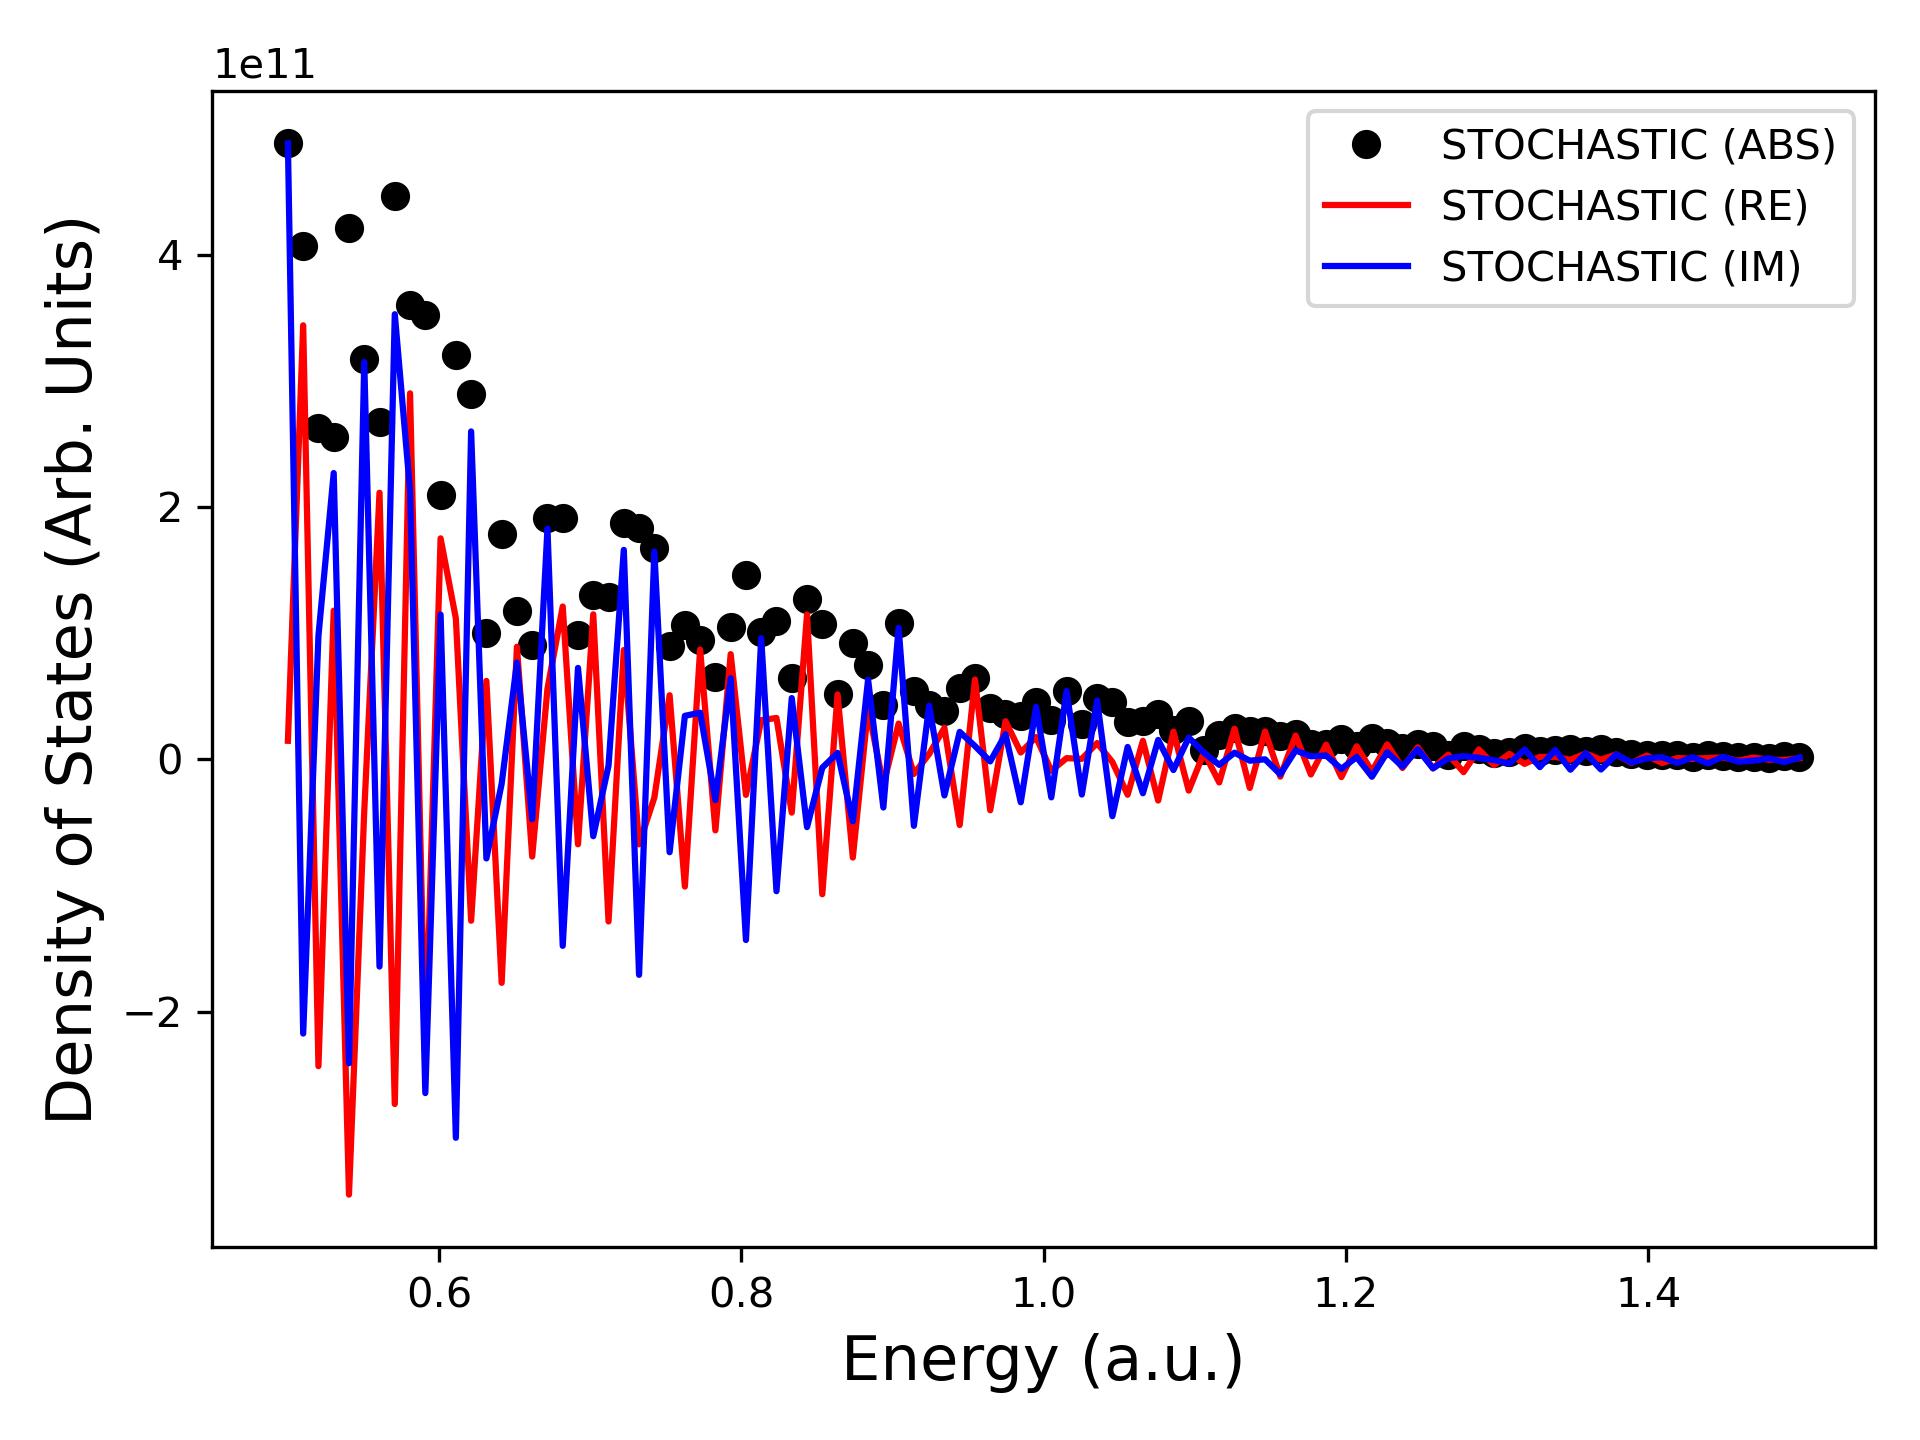 1e11
Density of States (Arb. Units)
4
2
0
−2
STOCHASTIC (ABS)
STOCHASTIC (RE)
STOCHASTIC (IM)
0.6 0.8 1.0 1.2 1.4
Energy (a.u.)